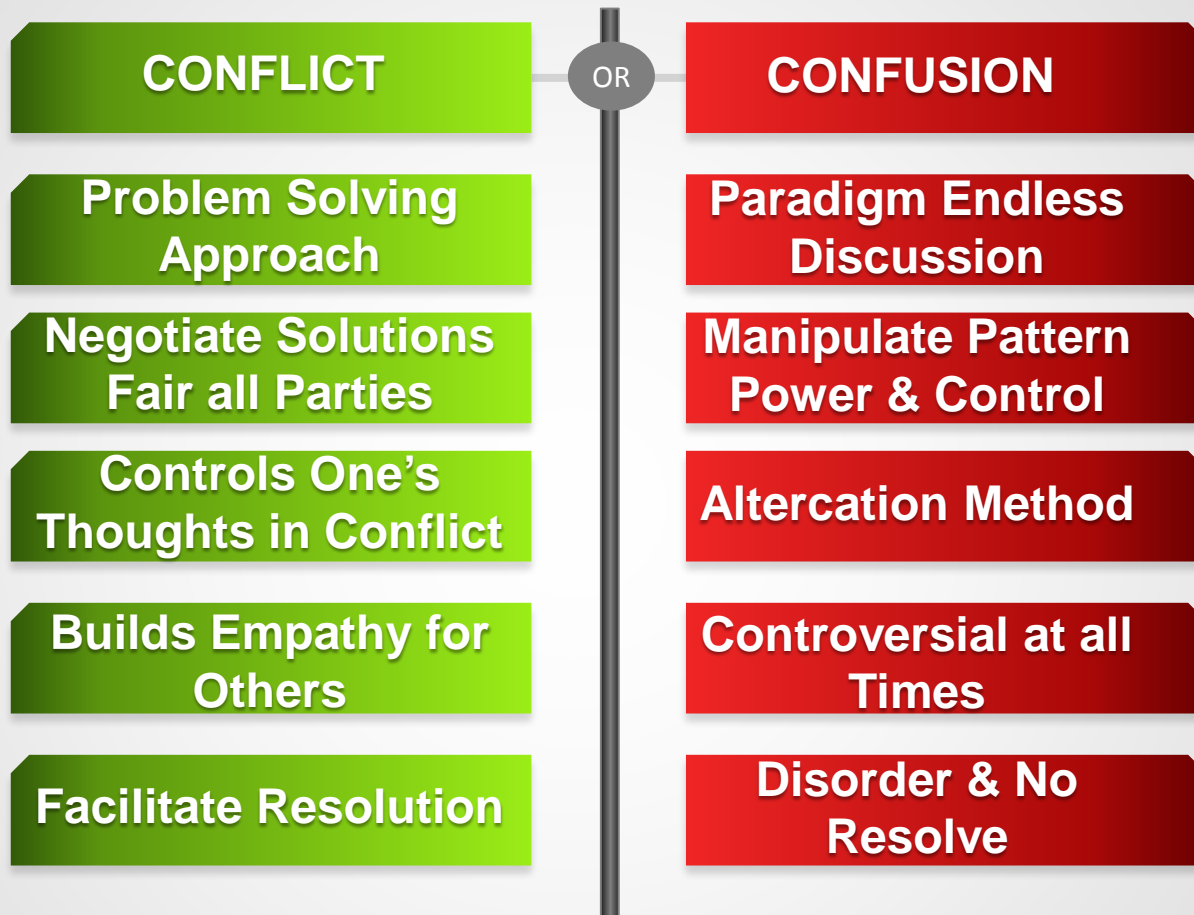 CONFLICT
OR
CONFUSION
Problem Solving
Approach
Paradigm Endless
Discussion
Negotiate Solutions
Fair all Parties
Manipulate Pattern
Power & Control
Controls One’s
Thoughts in Conflict
Altercation Method
Builds Empathy for
Others
Controversial at all
Times
Facilitate Resolution
Disorder & No
Resolve